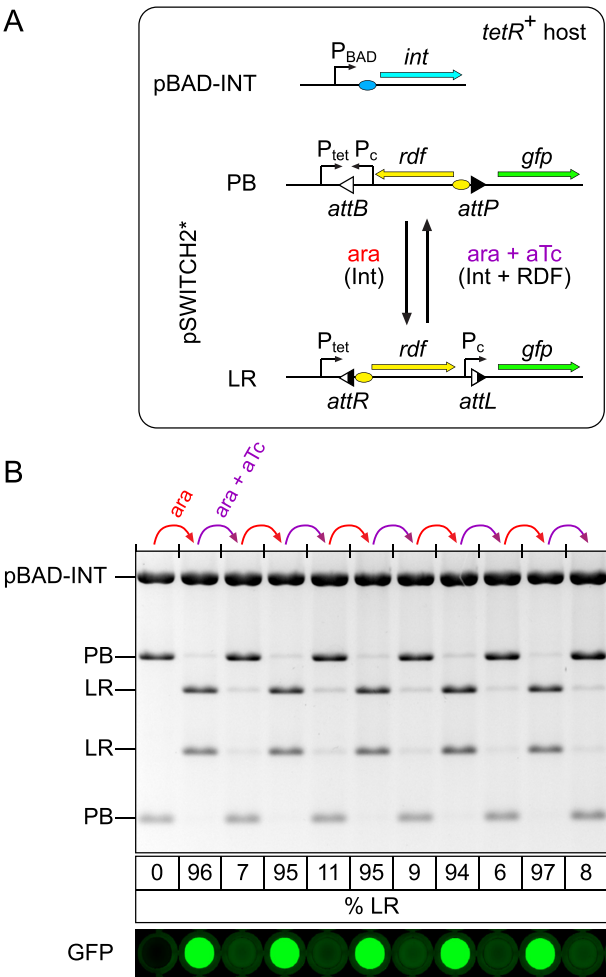 A
tetR+ host
PBAD
int
pBAD-INT
Ptet
Pc
rdf
gfp
PB
attB
attP
pSWITCH2*
ara
(Int)
ara + aTc
(Int + RDF)
Ptet
rdf
Pc
gfp
LR
attR
attL
B
ara
ara + aTc
pBAD-INT
PB
LR
LR
PB
0 96 7 95 11 95 9 94 6 97 8
% LR
GFP